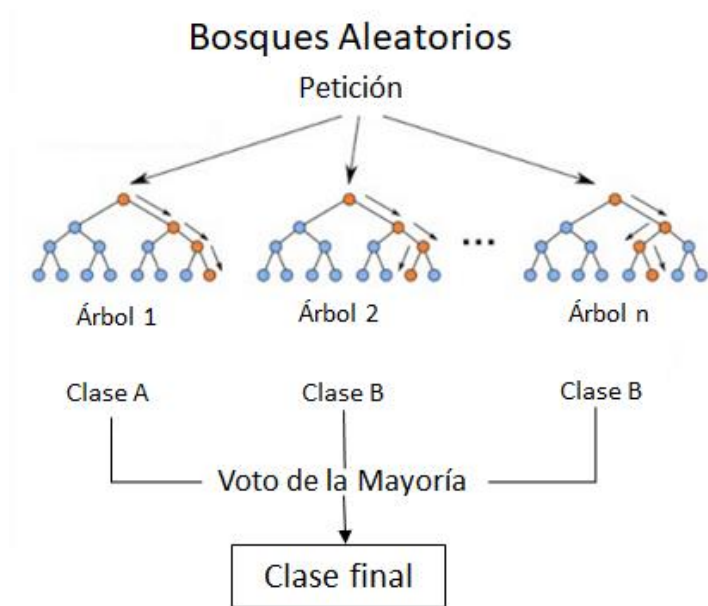 Bosques Aleatorios
Petición
...
Árbol 1
Árbol 2
Árbol n
Clase A
Clase B
Clase B
Voto de la Mayoría
Clase final